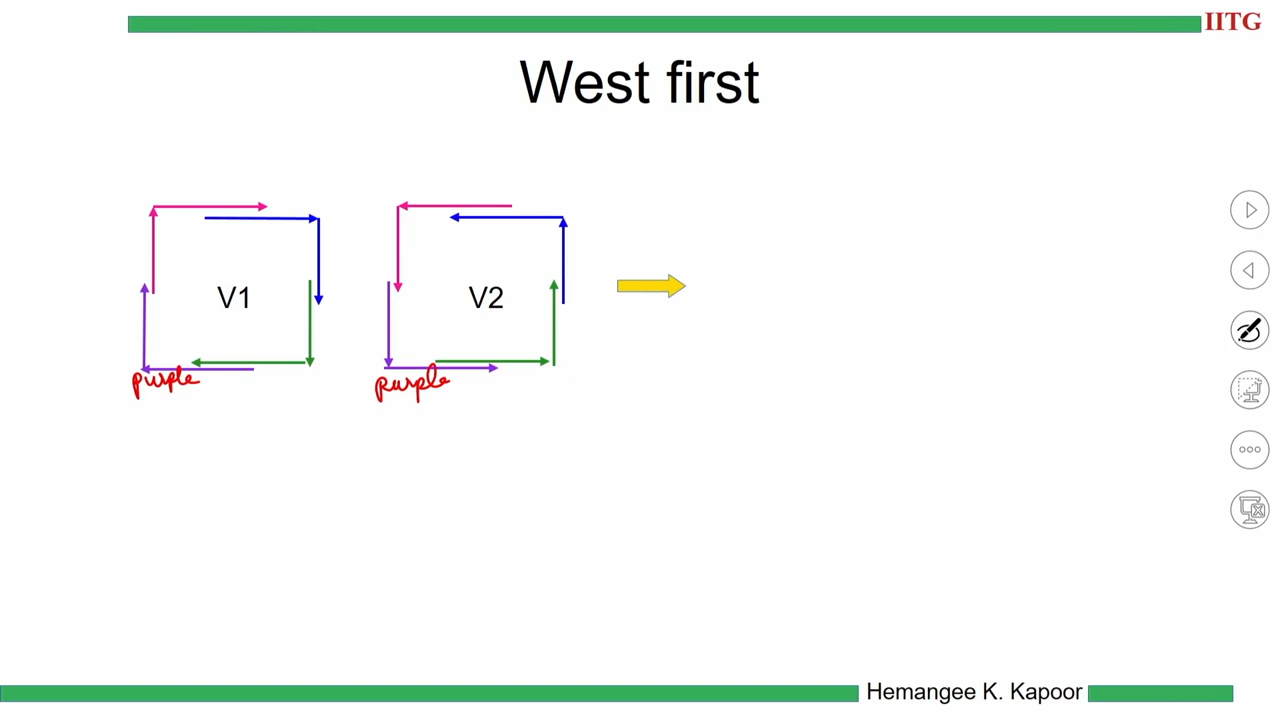 IITG
West first
V1
V2
purple
purple
Hemangee K. Kapoor